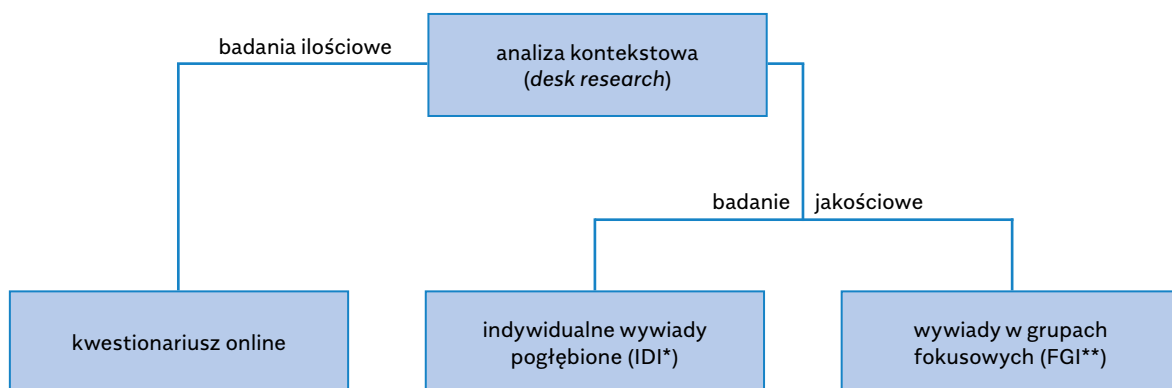 badania ilościowe
analiza kontekstowa
(desk research)
badanie jakościowe
kwestionariusz online
indywidualne wywiady
pogłębione (IDI*)
wywiady w grupach
fokusowych (FGI**)